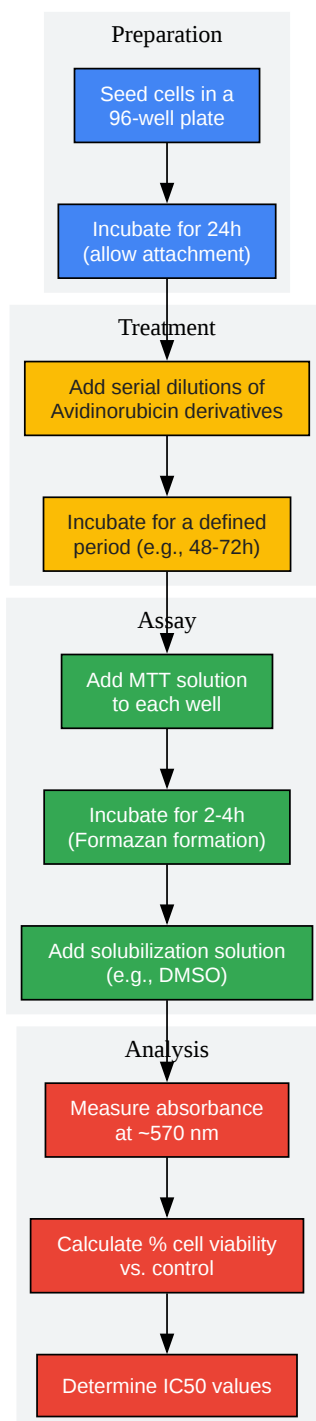 Preparation
Seed cells in a
96-well plate
Incubate for 24h
(allow attachment)
Treatment
Add serial dilutions of
Avidinorubicin derivatives
Incubate for a defined
period (e.g., 48-72h)
Assay
Add MTT solution
to each well
Incubate for 2-4h
(Formazan formation)
Add solubilization solution
(e.g., DMSO)
Analysis
Measure absorbance
at ~570 nm
Calculate % cell viability
vs. control
Determine IC50 values